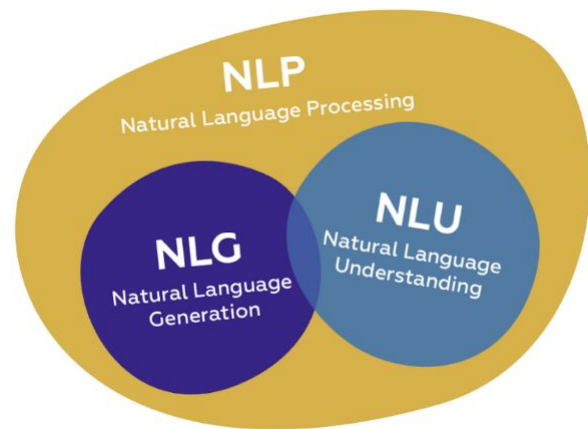 NLP
Natural Language Processing
NLG
Natural Language
Generation
NLU
Natural Language
Understanding